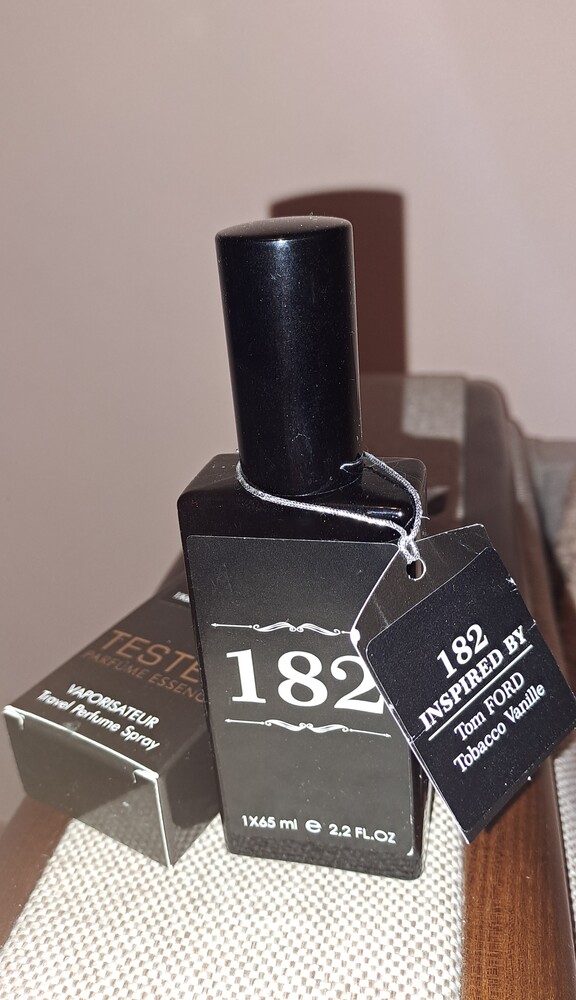 TESTE
PARFÜME ESSENC
VAPORISATEUR
Travel Perfume Spray
182
1X65 ml e 2,2 FL.OZ
182
INSPIRED BY
Tom FORD
Tobacco Vanille